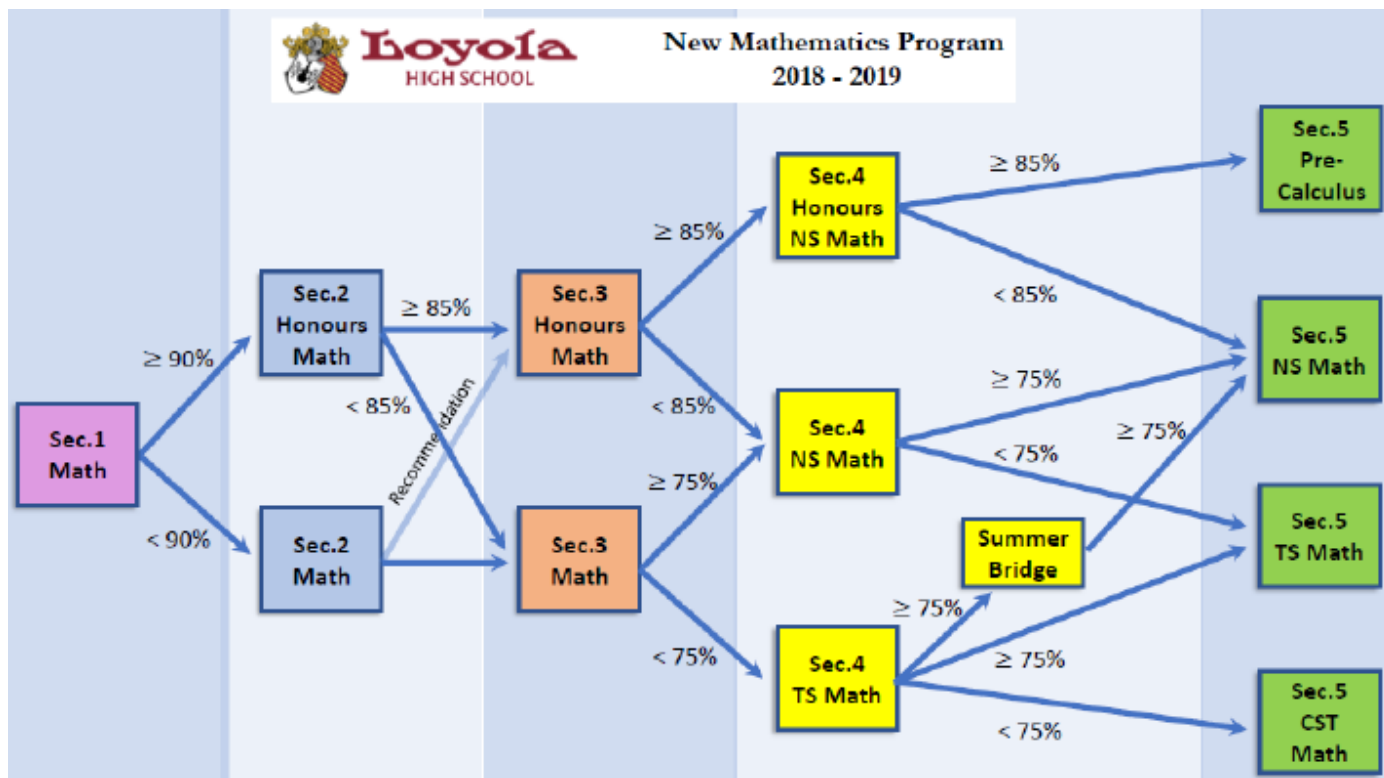 Loyola
HIGH SCHOOL
New Mathematics Program
2018 - 2019
Sec.1
Math
≥ 90%
< 90%
Sec.2
Honours
Math
Sec.2
Math
≥ 85%
< 85%
Recommendation
Sec.3
Honours
Math
Sec.3
Math
≥ 85%
< 85%
≥ 75%
< 75%
Sec.4
Honours
NS Math
Sec.4
NS Math
Sec.4
TS Math
≥ 85%
< 85%
≥ 75%
< 75%
≥ 75%
Summer
Bridge
≥ 75%
≥ 75%
< 75%
Sec.5
Pre-
Calculus
Sec.5
NS Math
Sec.5
TS Math
Sec.5
CST
Math